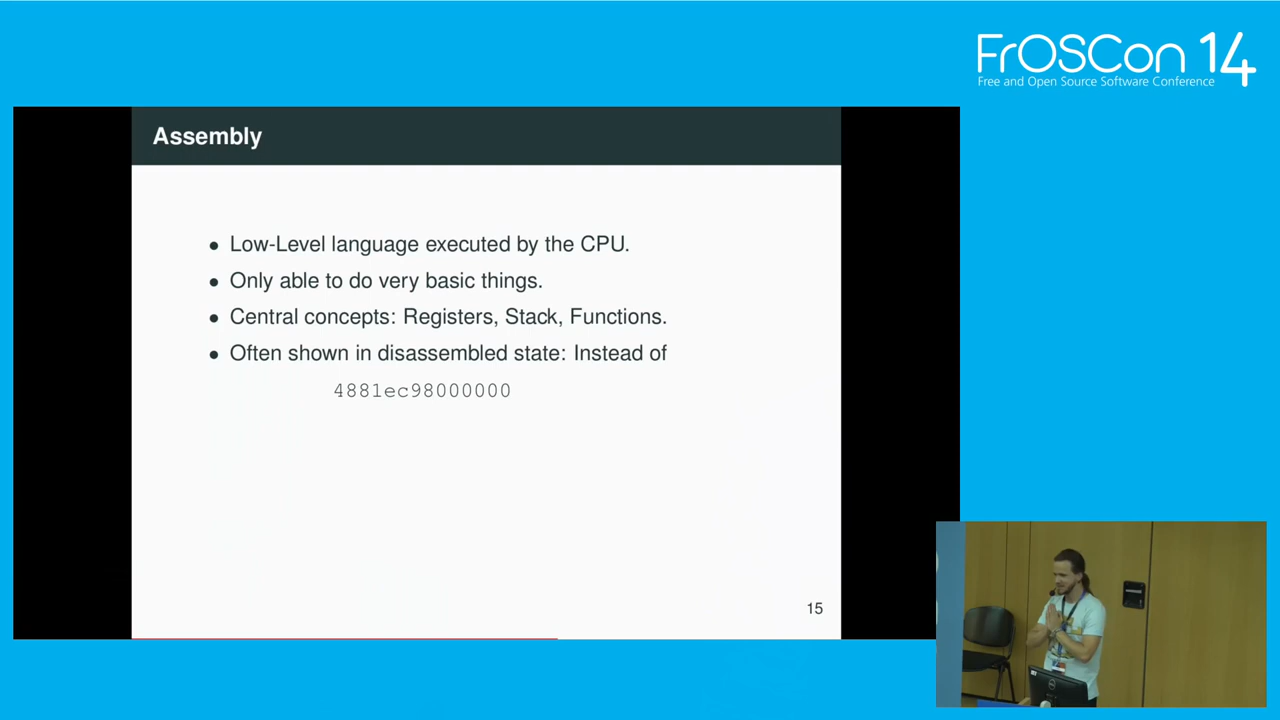 FrOSCon 14
Free and Open Source Software Conference
Assembly
• Low-Level language executed by the CPU.
• Only able to do very basic things.
• Central concepts: Registers, Stack, Functions.
• Often shown in disassembled state: Instead of
4881ec98000000
15